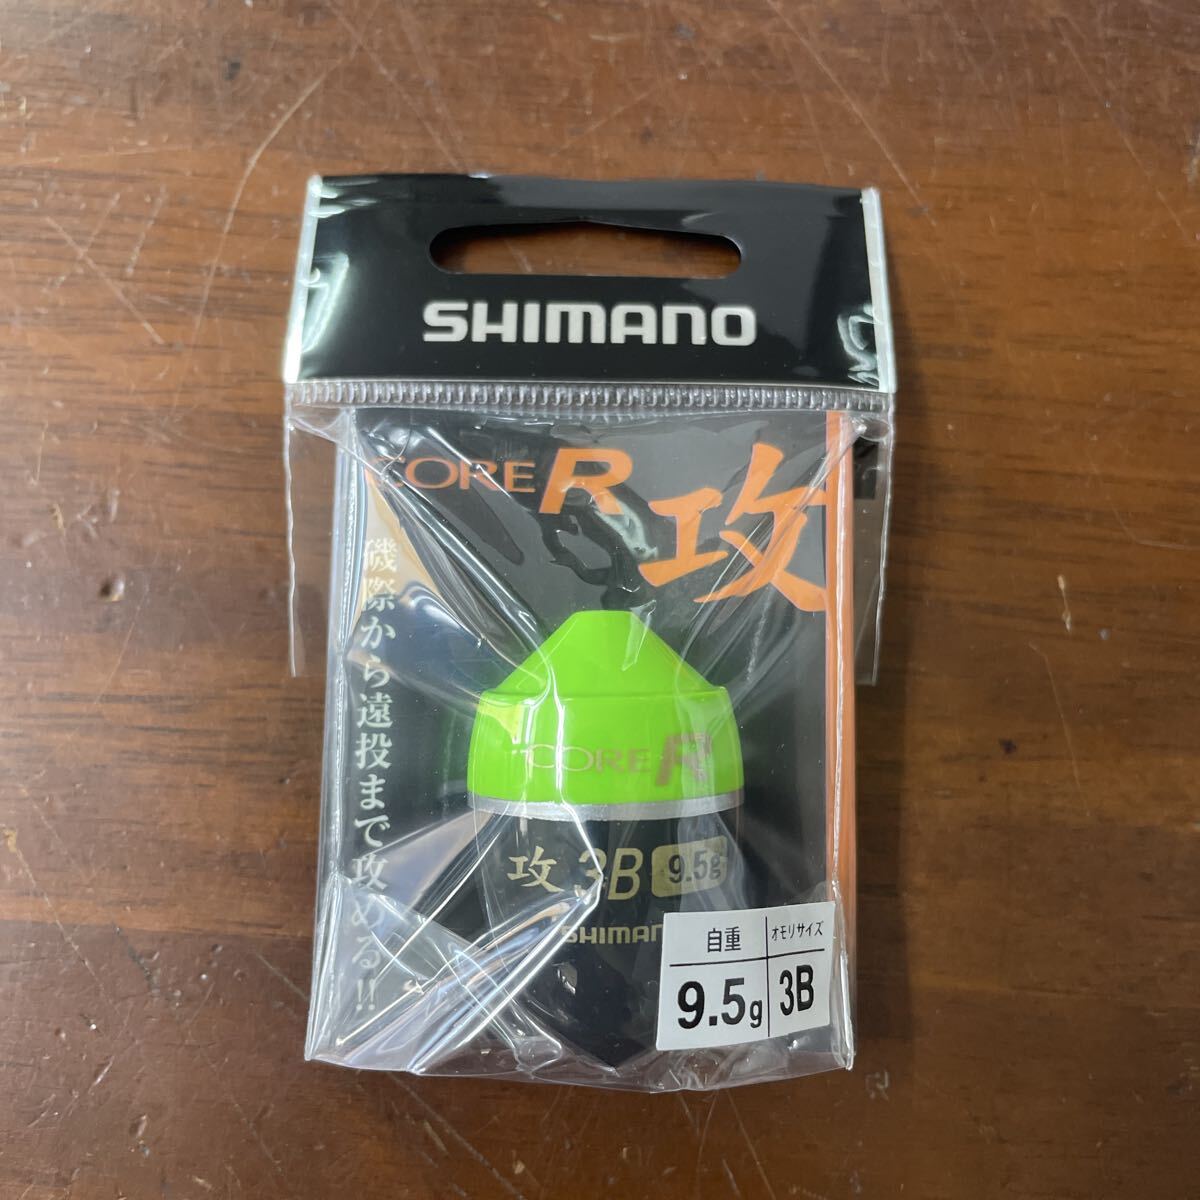 SHIMANO
CORE R 攻
磯際から遠投まで攻める!!
CORE R
攻 3B 9.5g
SHIMAN
自重
9.5g
オモリサイズ
3B